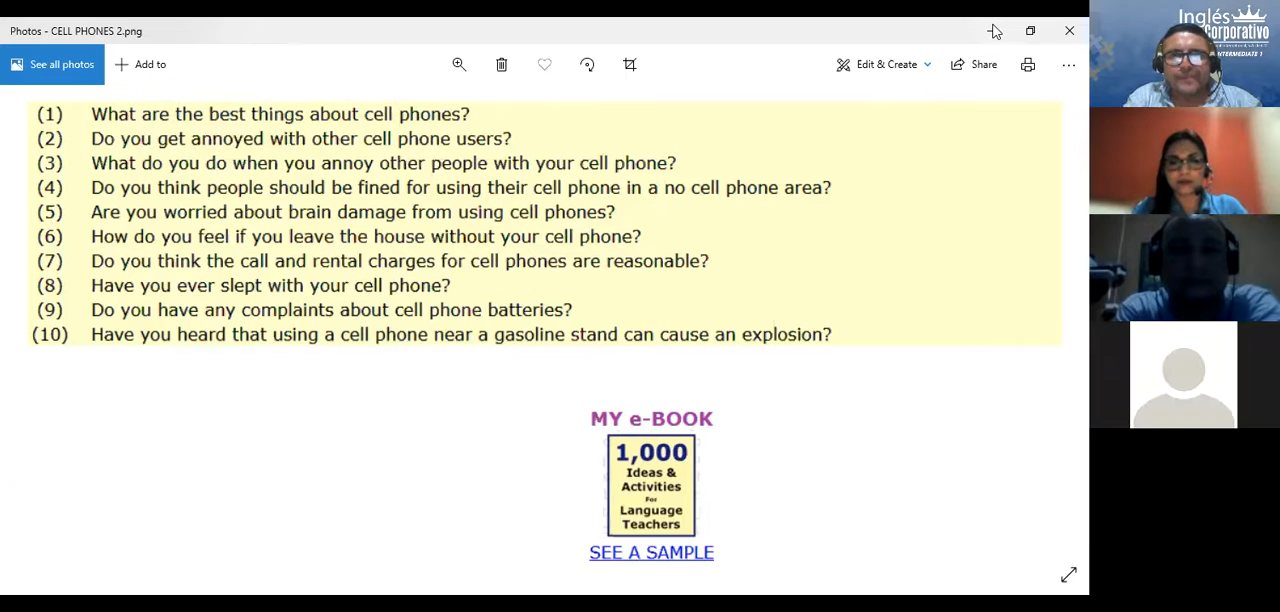 Photos - CELL PHONES 2.png
See all photos
Add to
Edit & Create
Share
(1) What are the best things about cell phones?
(2) Do you get annoyed with other cell phone users?
(3) What do you do when you annoy other people with your cell phone?
(4) Do you think people should be fined for using their cell phone in a no cell phone area?
(5) Are you worried about brain damage from using cell phones?
(6) How do you feel if you leave the house without your cell phone?
(7) Do you think the call and rental charges for cell phones are reasonable?
(8) Have you ever slept with your cell phone?
(9) Do you have any complaints about cell phone batteries?
(10) Have you heard that using a cell phone near a gasoline stand can cause an explosion?
MY e-BOOK
1,000
Ideas &
Activities
For
Language
Teachers
SEE A SAMPLE
Inglés
Corporativo
INTERMEDIATE 1